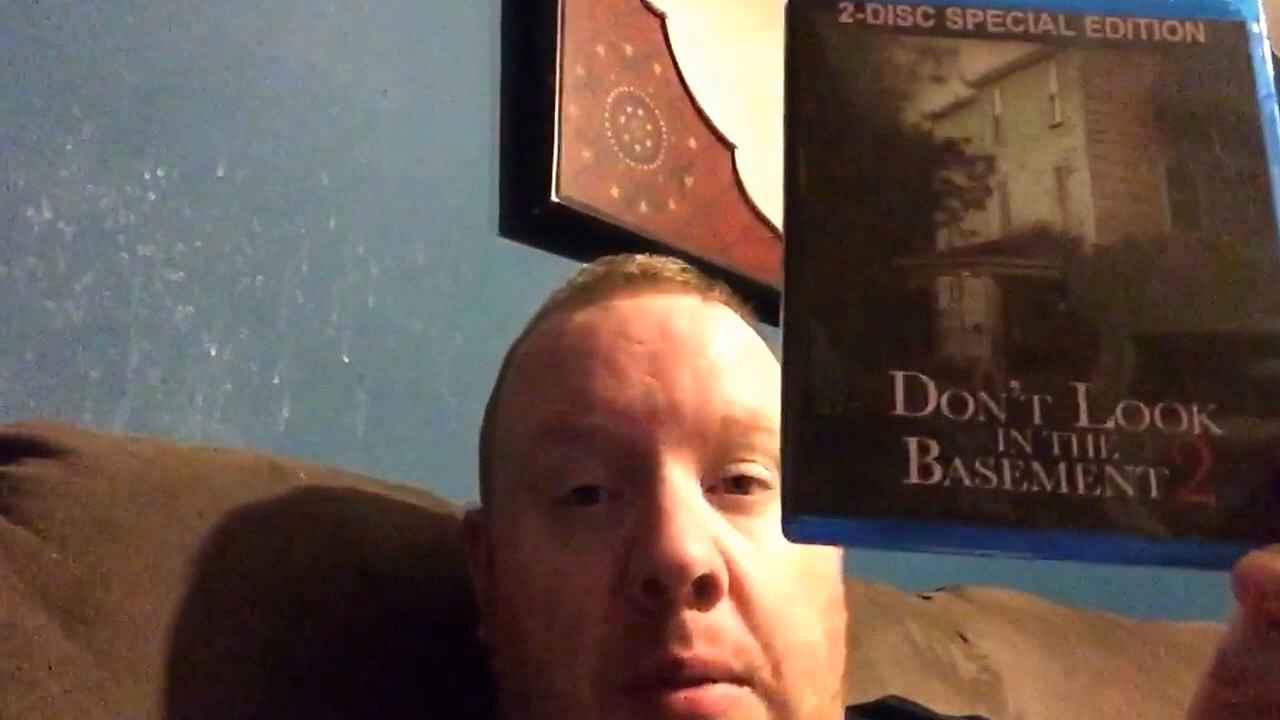 2-DISC SPECIAL EDITION
DON'T LOOK
IN THE
BASEMENT 2